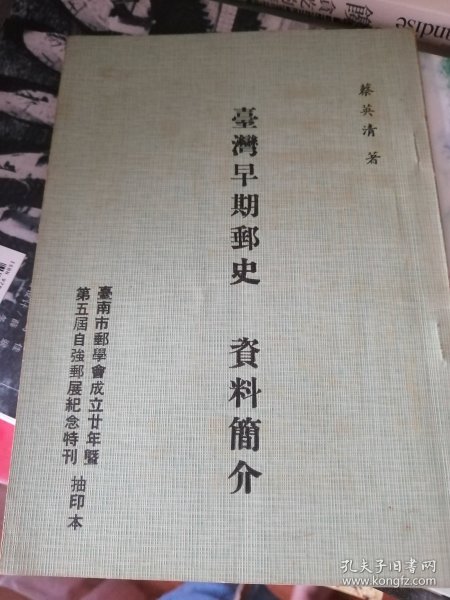 蔡英清 著
臺灣早期郵史 資料簡介
臺南市郵學會成立廿年暨
第五屆自強郵展紀念特刊 抽印本
孔夫子旧书网
www.kongfz.com